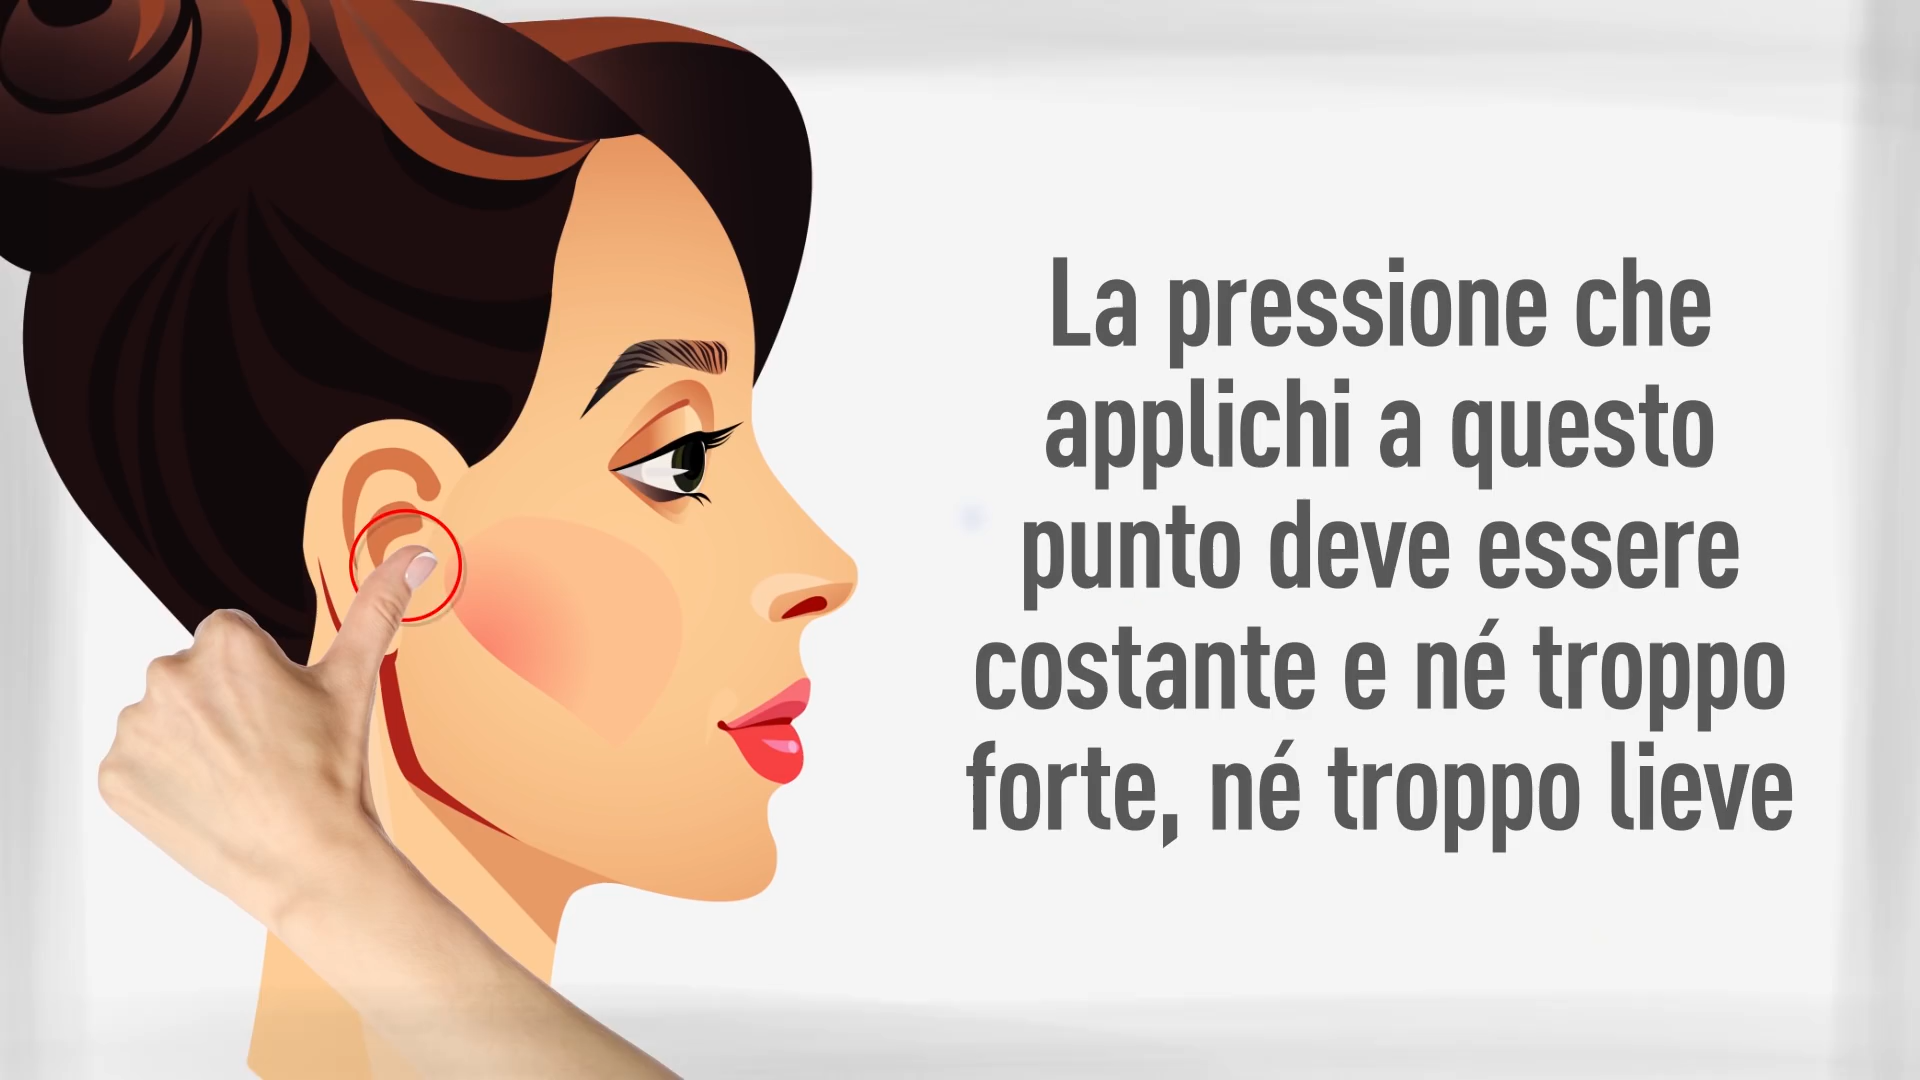 La pressione che
applichi a questo
punto deve essere
costante e né troppo
forte, né troppo lieve